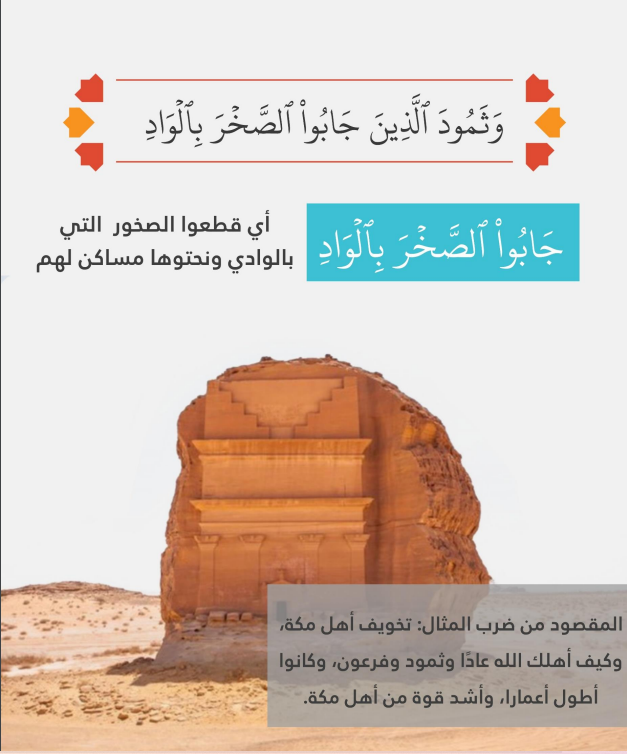 وَثَمُودَ ٱلَّذِينَ جَابُوا۟ ٱلصَّخْرَ بِٱلْوَادِ
جَابُوا۟ ٱلصَّخْرَ بِٱلْوَادِ
أي قطعوا الصخور التي
بالوادي ونحتوها مساكن لهم
المقصود من ضرب المثال: تخويف أهل مكة،
وكيف أهلك الله عادًا وثمود وفرعون، وكانوا
أطول أعمارا، وأشد قوة من أهل مكة.